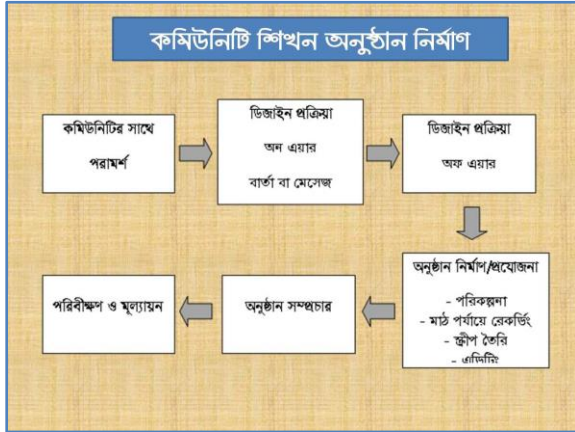 কমিউনিটি শিখন অনুষ্ঠান নির্মাণ
কমিউনিটির সাথে
পরামর্শ
ডিজাইন প্রক্রিয়া
অন এয়ার
বার্তা বা মেসেজ
ডিজাইন প্রক্রিয়া
অফ এয়ার
অনুষ্ঠান নির্মাণ/প্রযোজনা
- পরিকল্পনা
- মাঠ পর্যায়ে রেকর্ডিং
- স্ক্রীপ তৈরি
- এডিটিং
অনুষ্ঠান সম্প্রচার
পরিবীক্ষণ ও মূল্যায়ন